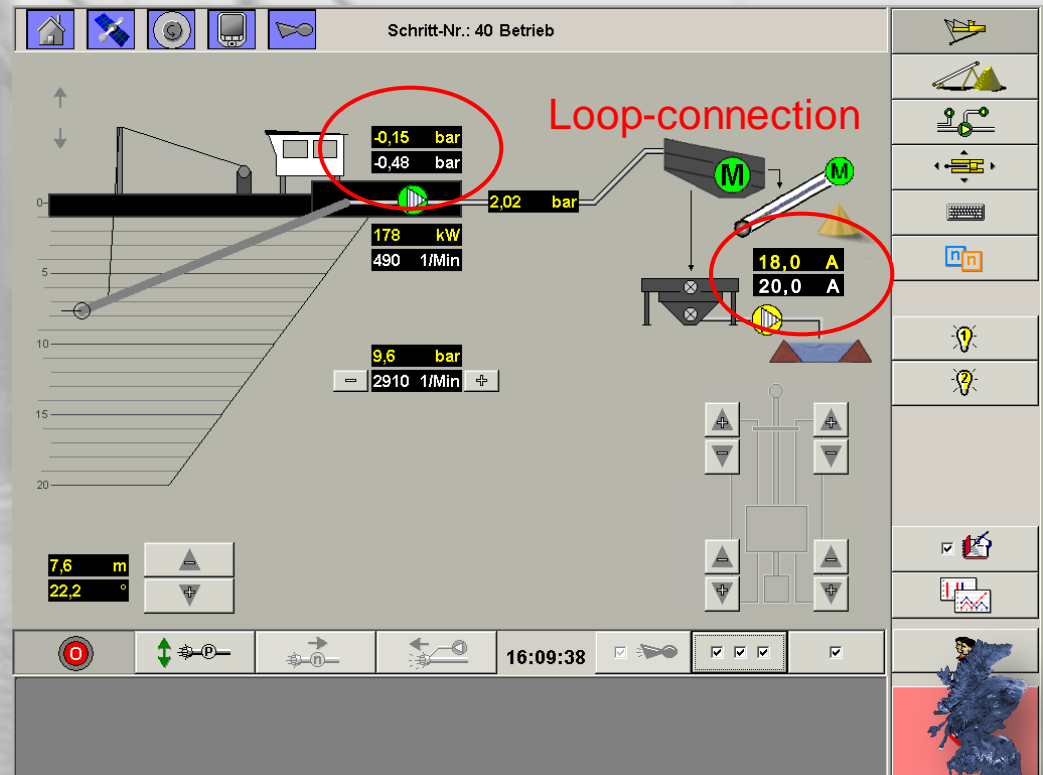 Schritt-Nr.: 40 Betrieb
Loop-connection
-0,15 bar
-0,48 bar
M
M
0
2,02 bar
178 kW
490 1/Min
18,0 A
20,0 A
5
10
9,6 bar
2910 1/Min
15
20
7,6 m
22,2 °
n
n
1
2
O
P
n
16:09:38